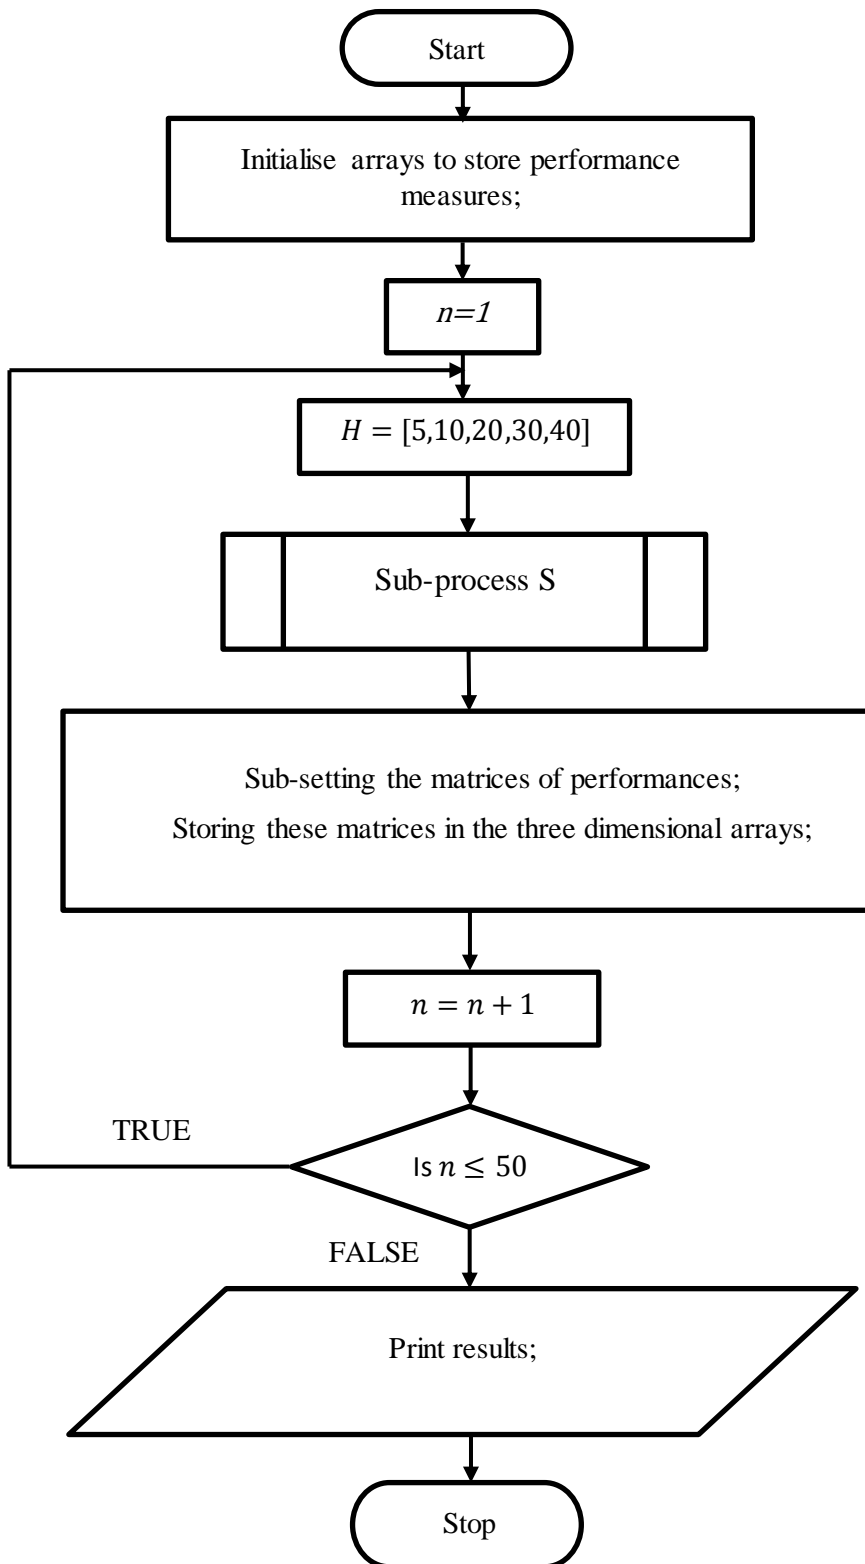 Start
Initialise arrays to store performance
measures;
n=1
H = [5,10,20,30,40]
Sub-process S
Sub-setting the matrices of performances;
Storing these matrices in the three dimensional arrays;
n = n + 1
TRUE
Is n ≤ 50
FALSE
Print results;
Stop